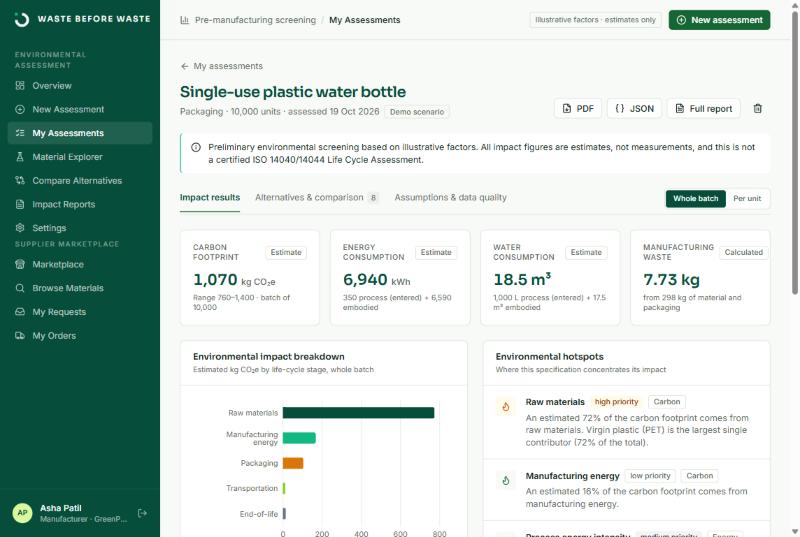 WASTE BEFORE WASTE
ENVIRONMENTAL
ASSESSMENT
Overview
New Assessment
My Assessments
Material Explorer
Compare Alternatives
Impact Reports
Settings
SUPPLIER MARKETPLACE
Marketplace
Browse Materials
My Requests
My Orders
AP
Asha Patil
Manufacturer · GreenP...
Pre-manufacturing screening / My Assessments
Illustrative factors · estimates only
New assessment
My assessments
Single-use plastic water bottle
Packaging · 10,000 units · assessed 19 Oct 2026
Demo scenario
PDF
{} JSON
Full report
Preliminary environmental screening based on illustrative factors. All impact figures are estimates, not measurements, and this is not
a certified ISO 14040/14044 Life Cycle Assessment.
Impact results
Alternatives & comparison 8
Assumptions & data quality
Whole batch
Per unit
CARBON
FOOTPRINT
Estimate
1,070 kg CO₂e
Range 760–1,400 · batch of
10,000
ENERGY
CONSUMPTION
Estimate
6,940 kWh
350 process (entered) + 6,590
embodied
WATER
CONSUMPTION
Estimate
18.5 m³
1,000 L process (entered) + 17.5
m³ embodied
MANUFACTURING
WASTE
Calculated
7.73 kg
from 298 kg of material and
packaging
Environmental impact breakdown
Estimated kg CO₂e by life-cycle stage, whole batch
Raw materials
Manufacturing
energy
Packaging
Transportation
End-of-life
0 200 400 600 800
Environmental hotspots
Where this specification concentrates its impact
Raw materials high priority Carbon
An estimated 72% of the carbon footprint comes from
raw materials. Virgin plastic (PET) is the largest single
contributor (72% of the total).
Manufacturing energy low priority Carbon
An estimated 16% of the carbon footprint comes from
manufacturing energy.
Process energy intensity medium priority Energy